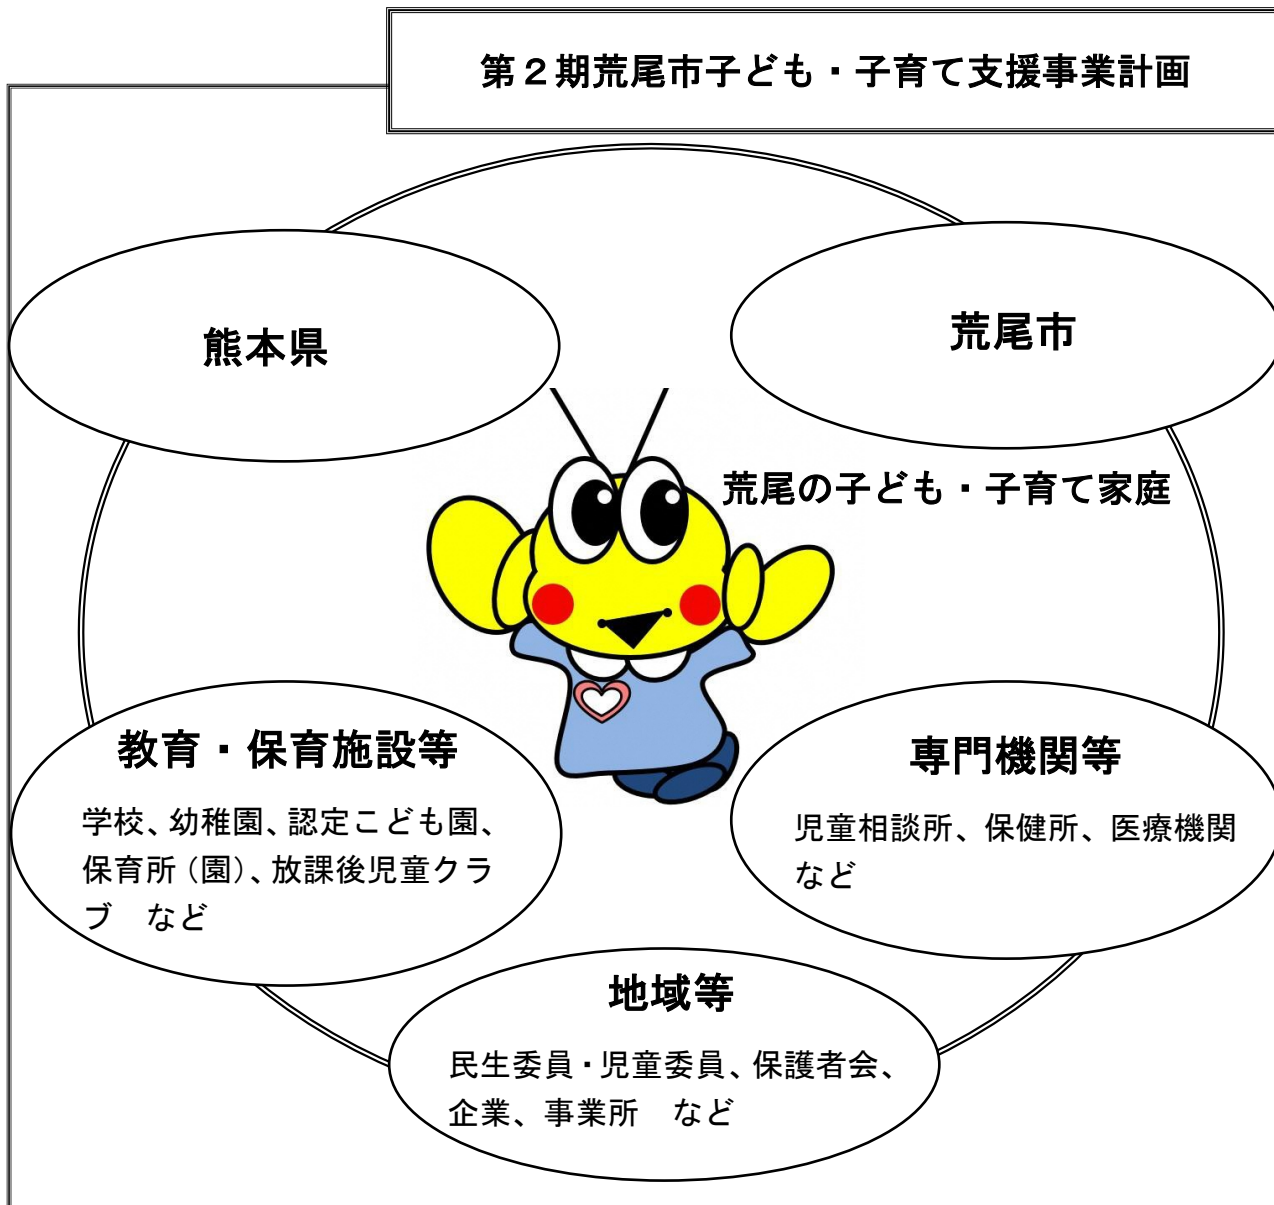 第２期荒尾市子ども・子育て支援事業計画
熊本県
荒尾市
荒尾の子ども・子育て家庭
教育・保育施設等
学校、幼稚園、認定こども園、
保育所（園）、放課後児童クラ
ブ　など
専門機関等
児童相談所、保健所、医療機関
など
地域等
民生委員・児童委員、保護者会、
企業、事業所　など